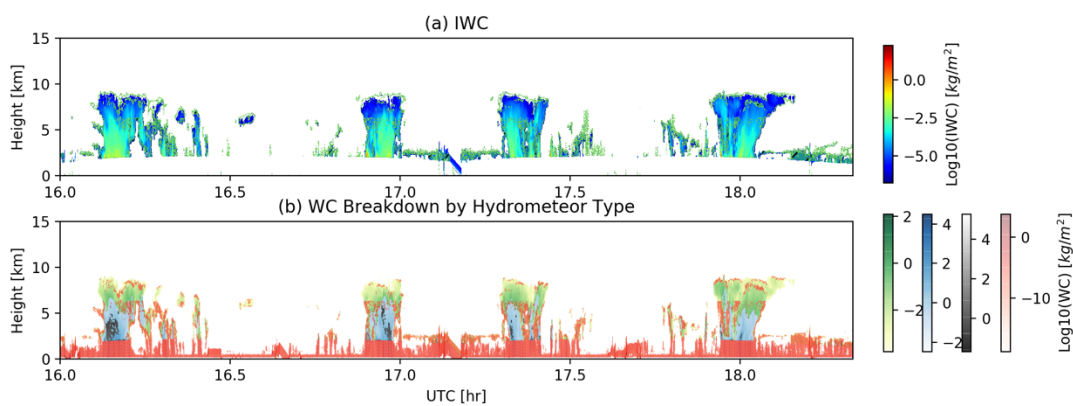 (a) IWC
15
10
5
0
Height [km]
16.0 16.5 17.0 17.5 18.0
0.0
−2.5
−5.0
Log10(IWC) [kg/m²]
(b) WC Breakdown by Hydrometeor Type
15
10
5
0
Height [km]
16.0 16.5 17.0 17.5 18.0
UTC [hr]
2
0
−2
4
2
0
−2
4
2
0
0
−10
Log10(WC) [kg/m²]